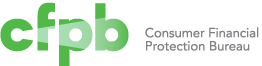 cfpb
Consumer Financial
Protection Bureau